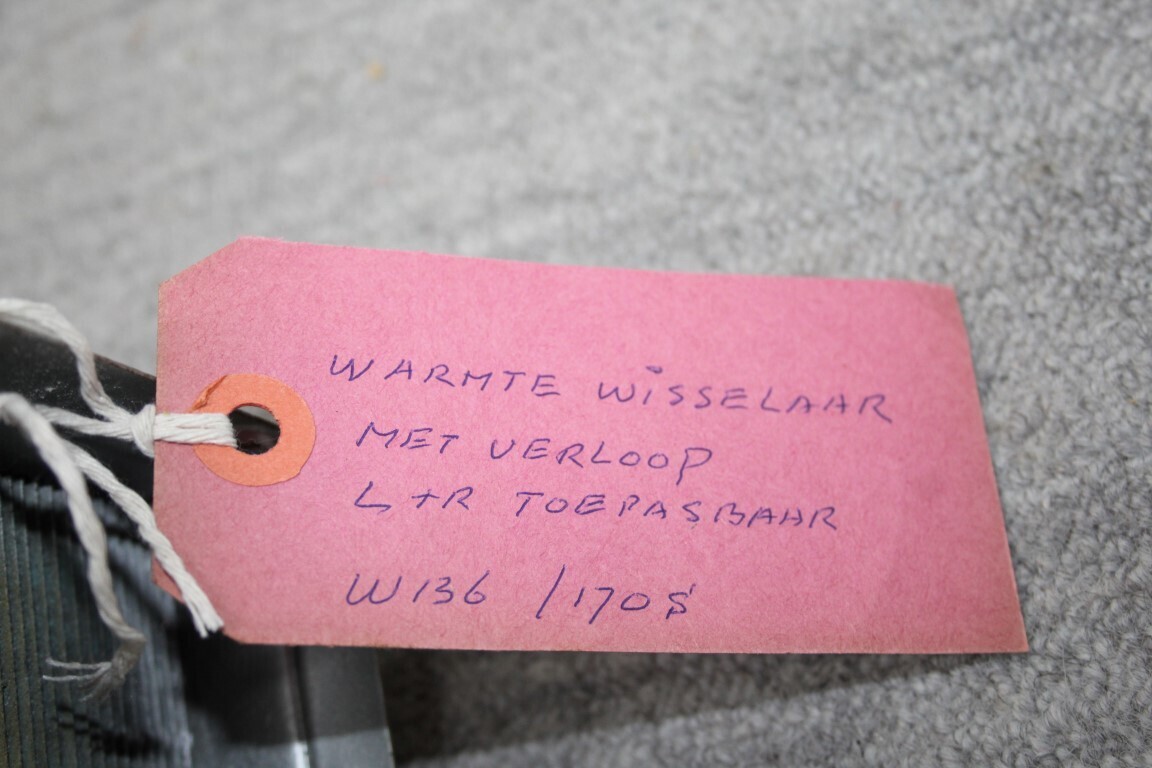 WARMTE WiSSELAAR
MET VERLOOP
L+R TOEPASBAAR
W136 /170S